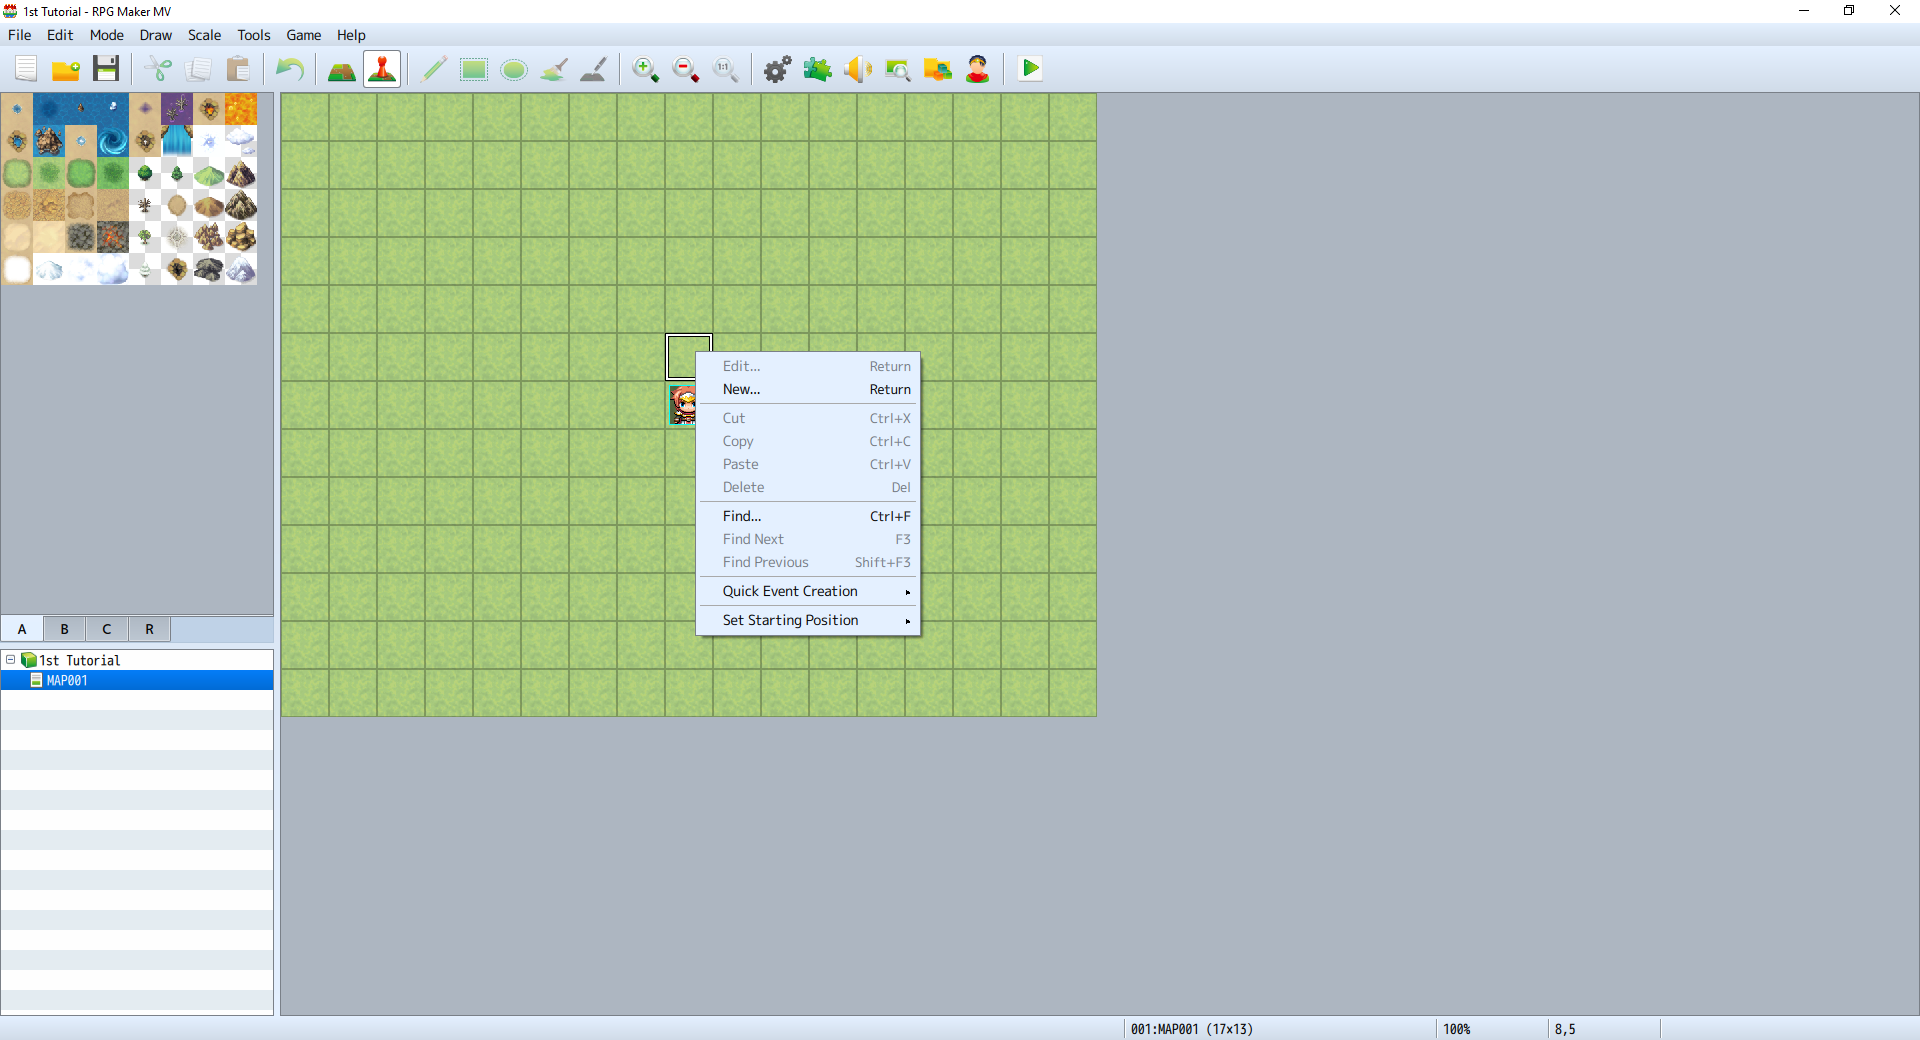 1st Tutorial - RPG Maker MV
File Edit Mode Draw Scale Tools Game Help
1:1
Edit... Return
New... Return
Cut Ctrl+X
Copy Ctrl+C
Paste Ctrl+V
Delete Del
Find... Ctrl+F
Find Next F3
Find Previous Shift+F3
Quick Event Creation
Set Starting Position
A B C R
1st Tutorial
MAP001
001:MAP001 (17x13) 100% 8,5